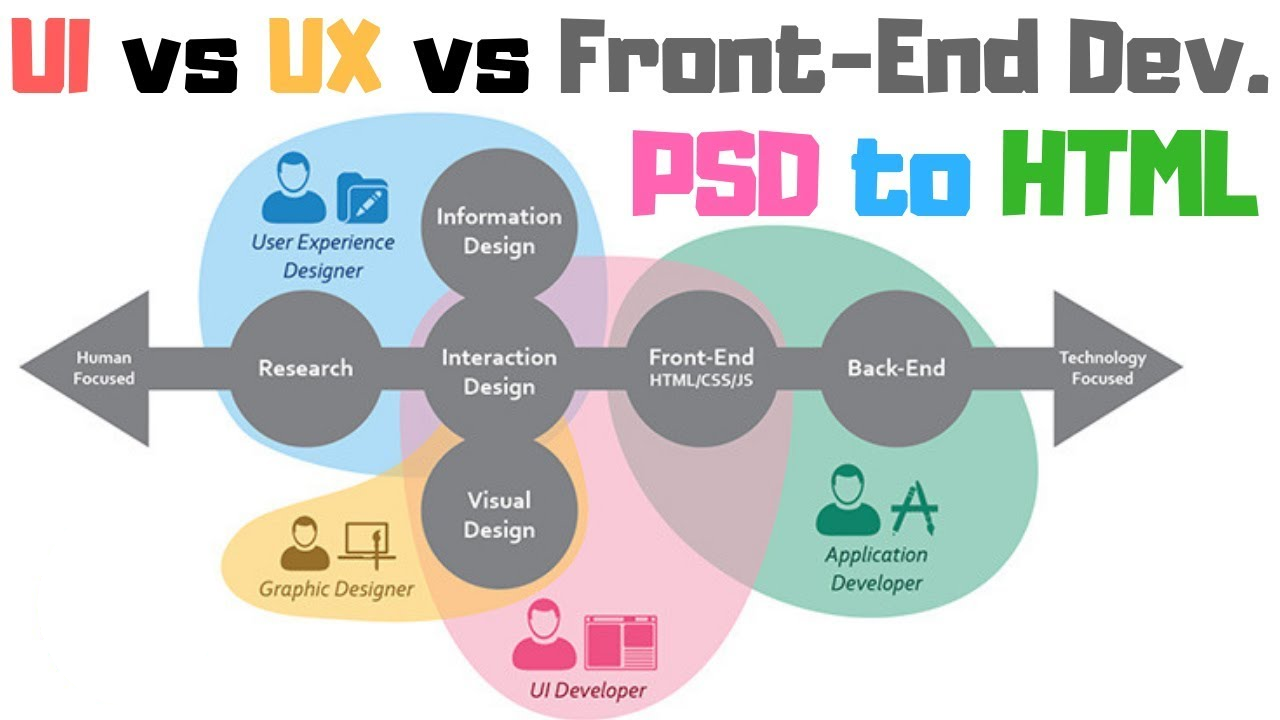 UI vs UX vs Front-End Dev.
PSD to HTML
User Experience
Designer
Information
Design
Human
Focused
Research
Interaction
Design
Front-End
HTML/CSS/JS
Back-End
Technology
Focused
Visual
Design
Graphic Designer
Application
Developer
UI Developer